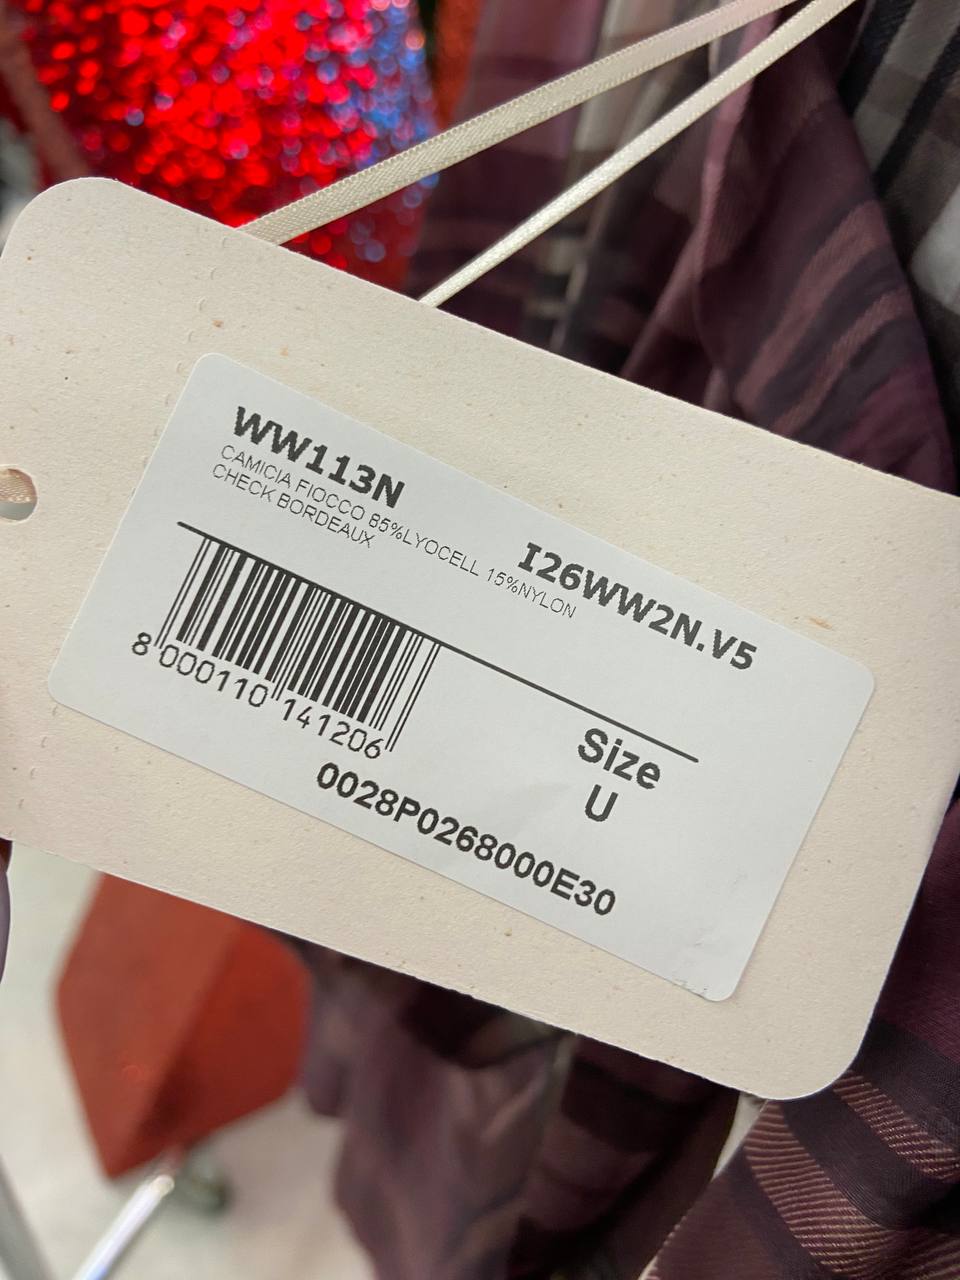 WW113N
CAMICIA FIOCCO 85%LYOCELL 15%NYLON
CHECK BORDEAUX
I26WW2N.V5
8 000110 141206
Size
U
0028P0268000E30